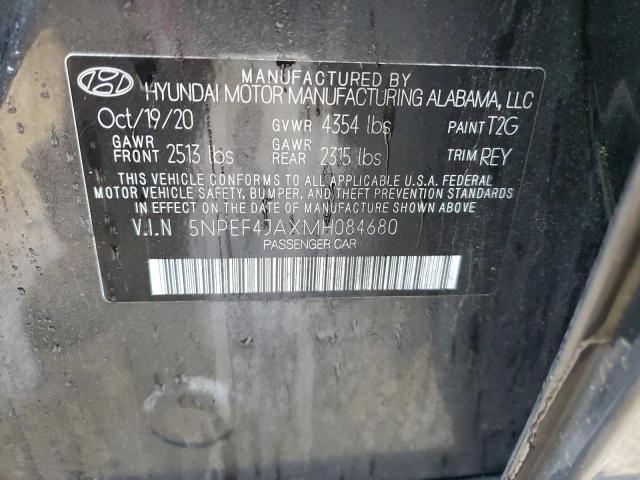 MANUFACTURED BY
HYUNDAI MOTOR MANUFACTURING ALABAMA, LLC
Oct/19/20 GVWR 4354 lbs PAINT T2G
GAWR FRONT 2513 lbs GAWR REAR 2315 lbs TRIM REY
THIS VEHICLE CONFORMS TO ALL APPLICABLE U.S.A. FEDERAL
MOTOR VEHICLE SAFETY, BUMPER, AND THEFT PREVENTION STANDARDS
IN EFFECT ON THE DATE OF MANUFACTURE SHOWN ABOVE.
V.I.N 5NPEF4JAXMH084680
PASSENGER CAR